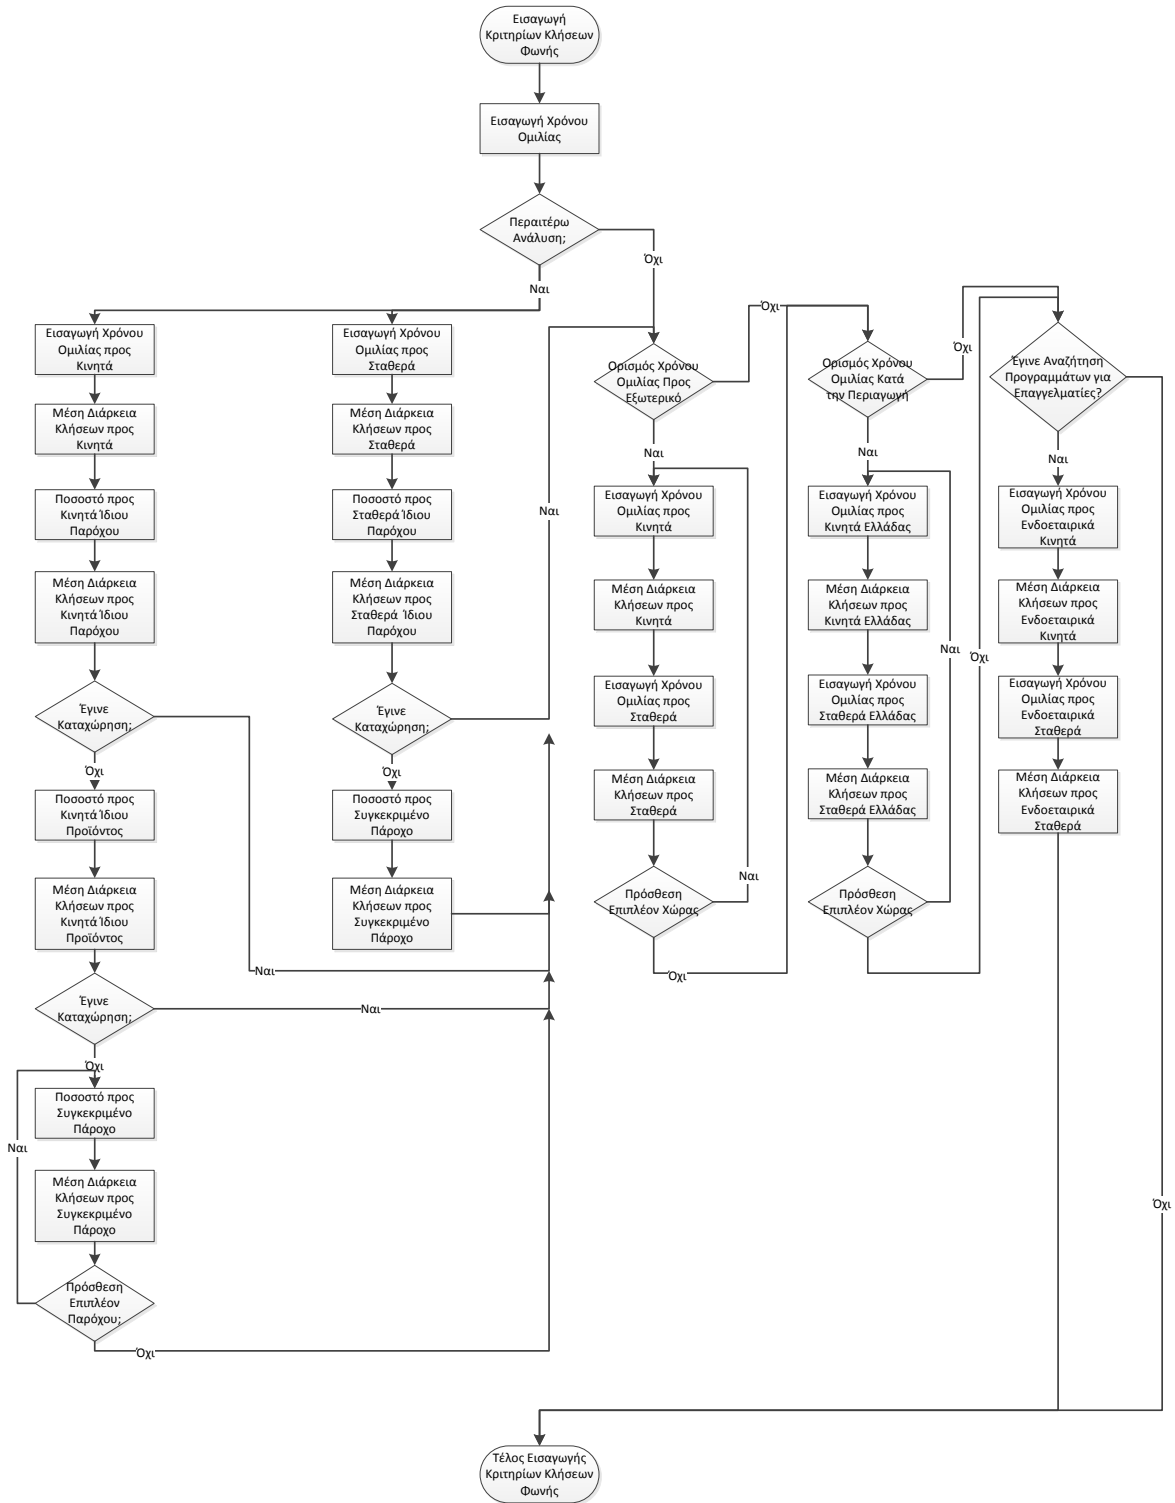 Εισαγωγή
Κριτηρίων Κλήσεων
Φωνής
Εισαγωγή Χρόνου
Ομιλίας
Περαιτέρω
Ανάλυση;
Όχι
Ναι
Εισαγωγή Χρόνου
Ομιλίας προς
Κινητά
Μέση Διάρκεια
Κλήσεων προς
Κινητά
Ποσοστό προς
Κινητά Ίδιου
Παρόχου
Μέση Διάρκεια
Κλήσεων προς
Κινητά Ίδιου
Παρόχου
Έγινε
Καταχώρηση;
Όχι
Ποσοστό προς
Κινητά Ίδιου
Προϊόντος
Μέση Διάρκεια
Κλήσεων προς
Κινητά Ίδιου
Προϊόντος
Ναι
Έγινε
Καταχώρηση;
Ναι
Όχι
Ποσοστό προς
Συγκεκριμένο
Πάροχο
Ναι
Μέση Διάρκεια
Κλήσεων προς
Συγκεκριμένο
Πάροχο
Πρόσθεση
Επιπλέον
Παρόχου;
Όχι
Εισαγωγή Χρόνου
Ομιλίας προς
Σταθερά
Μέση Διάρκεια
Κλήσεων προς
Σταθερά
Ποσοστό προς
Σταθερά Ίδιου
Παρόχου
Μέση Διάρκεια
Κλήσεων προς
Σταθερά Ίδιου
Παρόχου
Έγινε
Καταχώρηση;
Ναι
Όχι
Ποσοστό προς
Συγκεκριμένο
Πάροχο
Μέση Διάρκεια
Κλήσεων προς
Συγκεκριμένο
Πάροχο
Ορισμός Χρόνου
Ομιλίας Προς
Εξωτερικό
Όχι
Ναι
Εισαγωγή Χρόνου
Ομιλίας προς
Κινητά
Μέση Διάρκεια
Κλήσεων προς
Κινητά
Εισαγωγή Χρόνου
Ομιλίας προς
Σταθερά
Μέση Διάρκεια
Κλήσεων προς
Σταθερά
Ναι
Πρόσθεση
Επιπλέον Χώρας
Όχι
Ορισμός Χρόνου
Ομιλίας Κατά
την Περιαγωγή
Όχι
Ναι
Εισαγωγή Χρόνου
Ομιλίας προς
Κινητά Ελλάδας
Μέση Διάρκεια
Κλήσεων προς
Κινητά Ελλάδας
Ναι
Όχι
Εισαγωγή Χρόνου
Ομιλίας προς
Σταθερά Ελλάδας
Μέση Διάρκεια
Κλήσεων προς
Σταθερά Ελλάδας
Πρόσθεση
Επιπλέον Χώρας
Έγινε Αναζήτηση
Προγραμμάτων για
Επαγγελματίες?
Ναι
Εισαγωγή Χρόνου
Ομιλίας προς
Ενδοεταιρικά
Κινητά
Μέση Διάρκεια
Κλήσεων προς
Ενδοεταιρικά
Κινητά
Εισαγωγή Χρόνου
Ομιλίας προς
Ενδοεταιρικά
Σταθερά
Μέση Διάρκεια
Κλήσεων προς
Ενδοεταιρικά
Σταθερά
Όχι
Τέλος Εισαγωγής
Κριτηρίων Κλήσεων
Φωνής